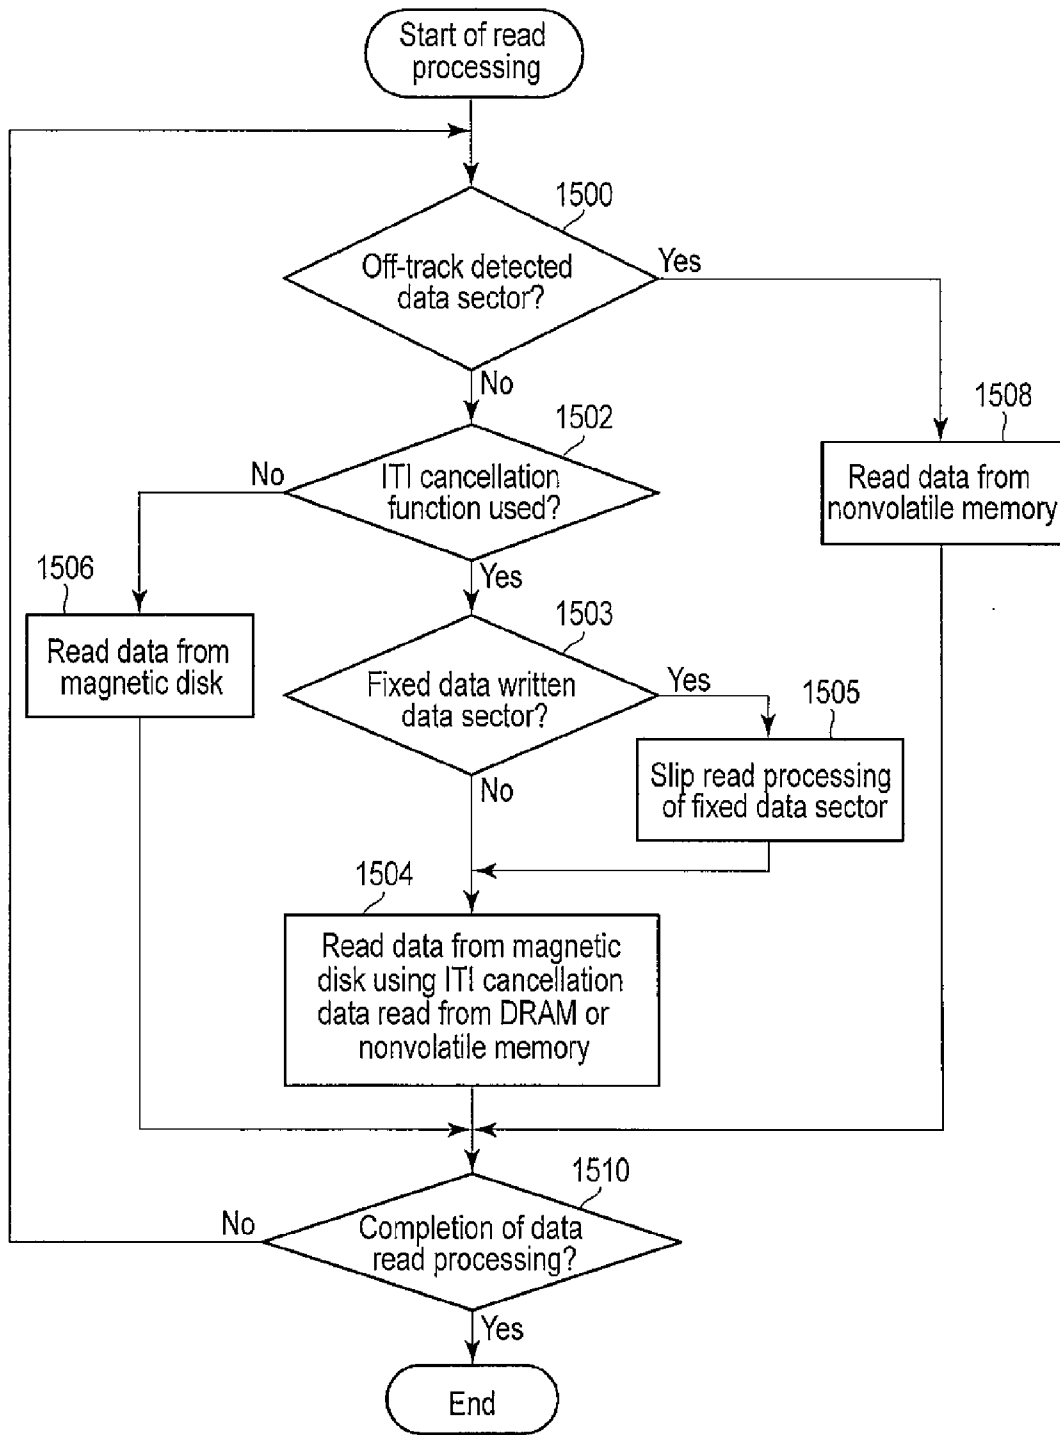 Start of read
processing
1500
Off-track detected
data sector?
Yes
No
1502
ITI cancellation
function used?
No
Yes
1508
Read data from
nonvolatile memory
1506
Read data from
magnetic disk
1503
Fixed data written
data sector?
Yes
No
1505
Slip read processing
of fixed data sector
1504
Read data from magnetic
disk using ITI cancellation
data read from DRAM or
nonvolatile memory
1510
Completion of data
read processing?
No
Yes
End